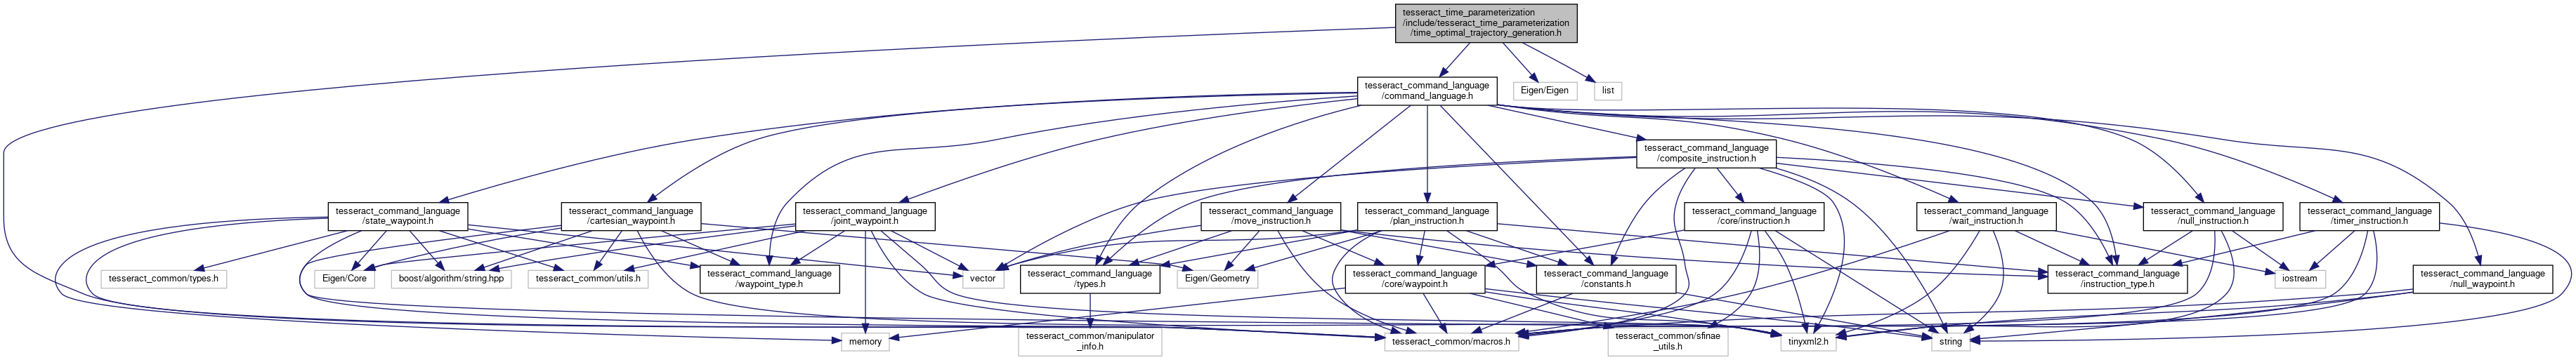 tesseract_time_parameterization
/include/tesseract_time_parameterization
/time_optimal_trajectory_generation.h
tesseract_command_language
/command_language.h
Eigen/Eigen
list
tesseract_command_language
/composite_instruction.h
tesseract_command_language
/state_waypoint.h
tesseract_command_language
/cartesian_waypoint.h
tesseract_command_language
/joint_waypoint.h
tesseract_command_language
/move_instruction.h
tesseract_command_language
/plan_instruction.h
tesseract_command_language
/core/instruction.h
tesseract_command_language
/wait_instruction.h
tesseract_command_language
/null_instruction.h
tesseract_command_language
/timer_instruction.h
tesseract_common/types.h
Eigen/Core
boost/algorithm/string.hpp
tesseract_common/utils.h
tesseract_command_language
/waypoint_type.h
vector
tesseract_command_language
/types.h
Eigen/Geometry
tesseract_command_language
/core/waypoint.h
tesseract_command_language
/constants.h
tesseract_command_language
/instruction_type.h
iostream
tesseract_command_language
/null_waypoint.h
memory
tesseract_common/manipulator
_info.h
tesseract_common/macros.h
tesseract_common/sfinae
_utils.h
tinyxml2.h
string